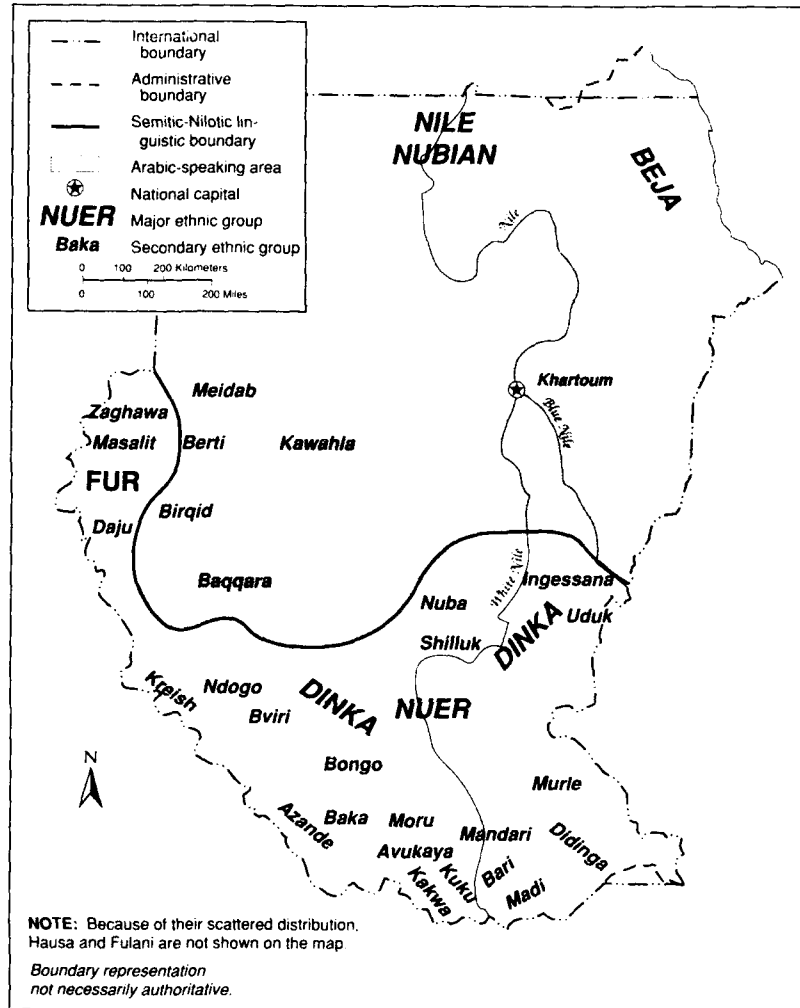 International
boundary
Administrative
boundary
Semitic-Nilotic lin-
guistic boundary
Arabic-speaking area
National capital
NUER Major ethnic group
Baka Secondary ethnic group
0 100 200 Kilometers
0 100 200 Miles
NILE
NUBIAN
BEJA
Nile
Khartoum
Blue Nile
White Nile
Meidab
Zaghawa
Masalit
Berti
Kawahla
FUR
Birqid
Daju
Baqqara
Ingessana
Nuba
Uduk
DINKA
Shilluk
Kreish
Ndogo
DINKA
NUER
Bviri
Bongo
Murle
N
Azande
Baka
Moru
Mandari
Didinga
Avukaya
Kakwa
Kuku
Bari
Madi
NOTE: Because of their scattered distribution,
Hausa and Fulani are not shown on the map.
Boundary representation
not necessarily authoritative.